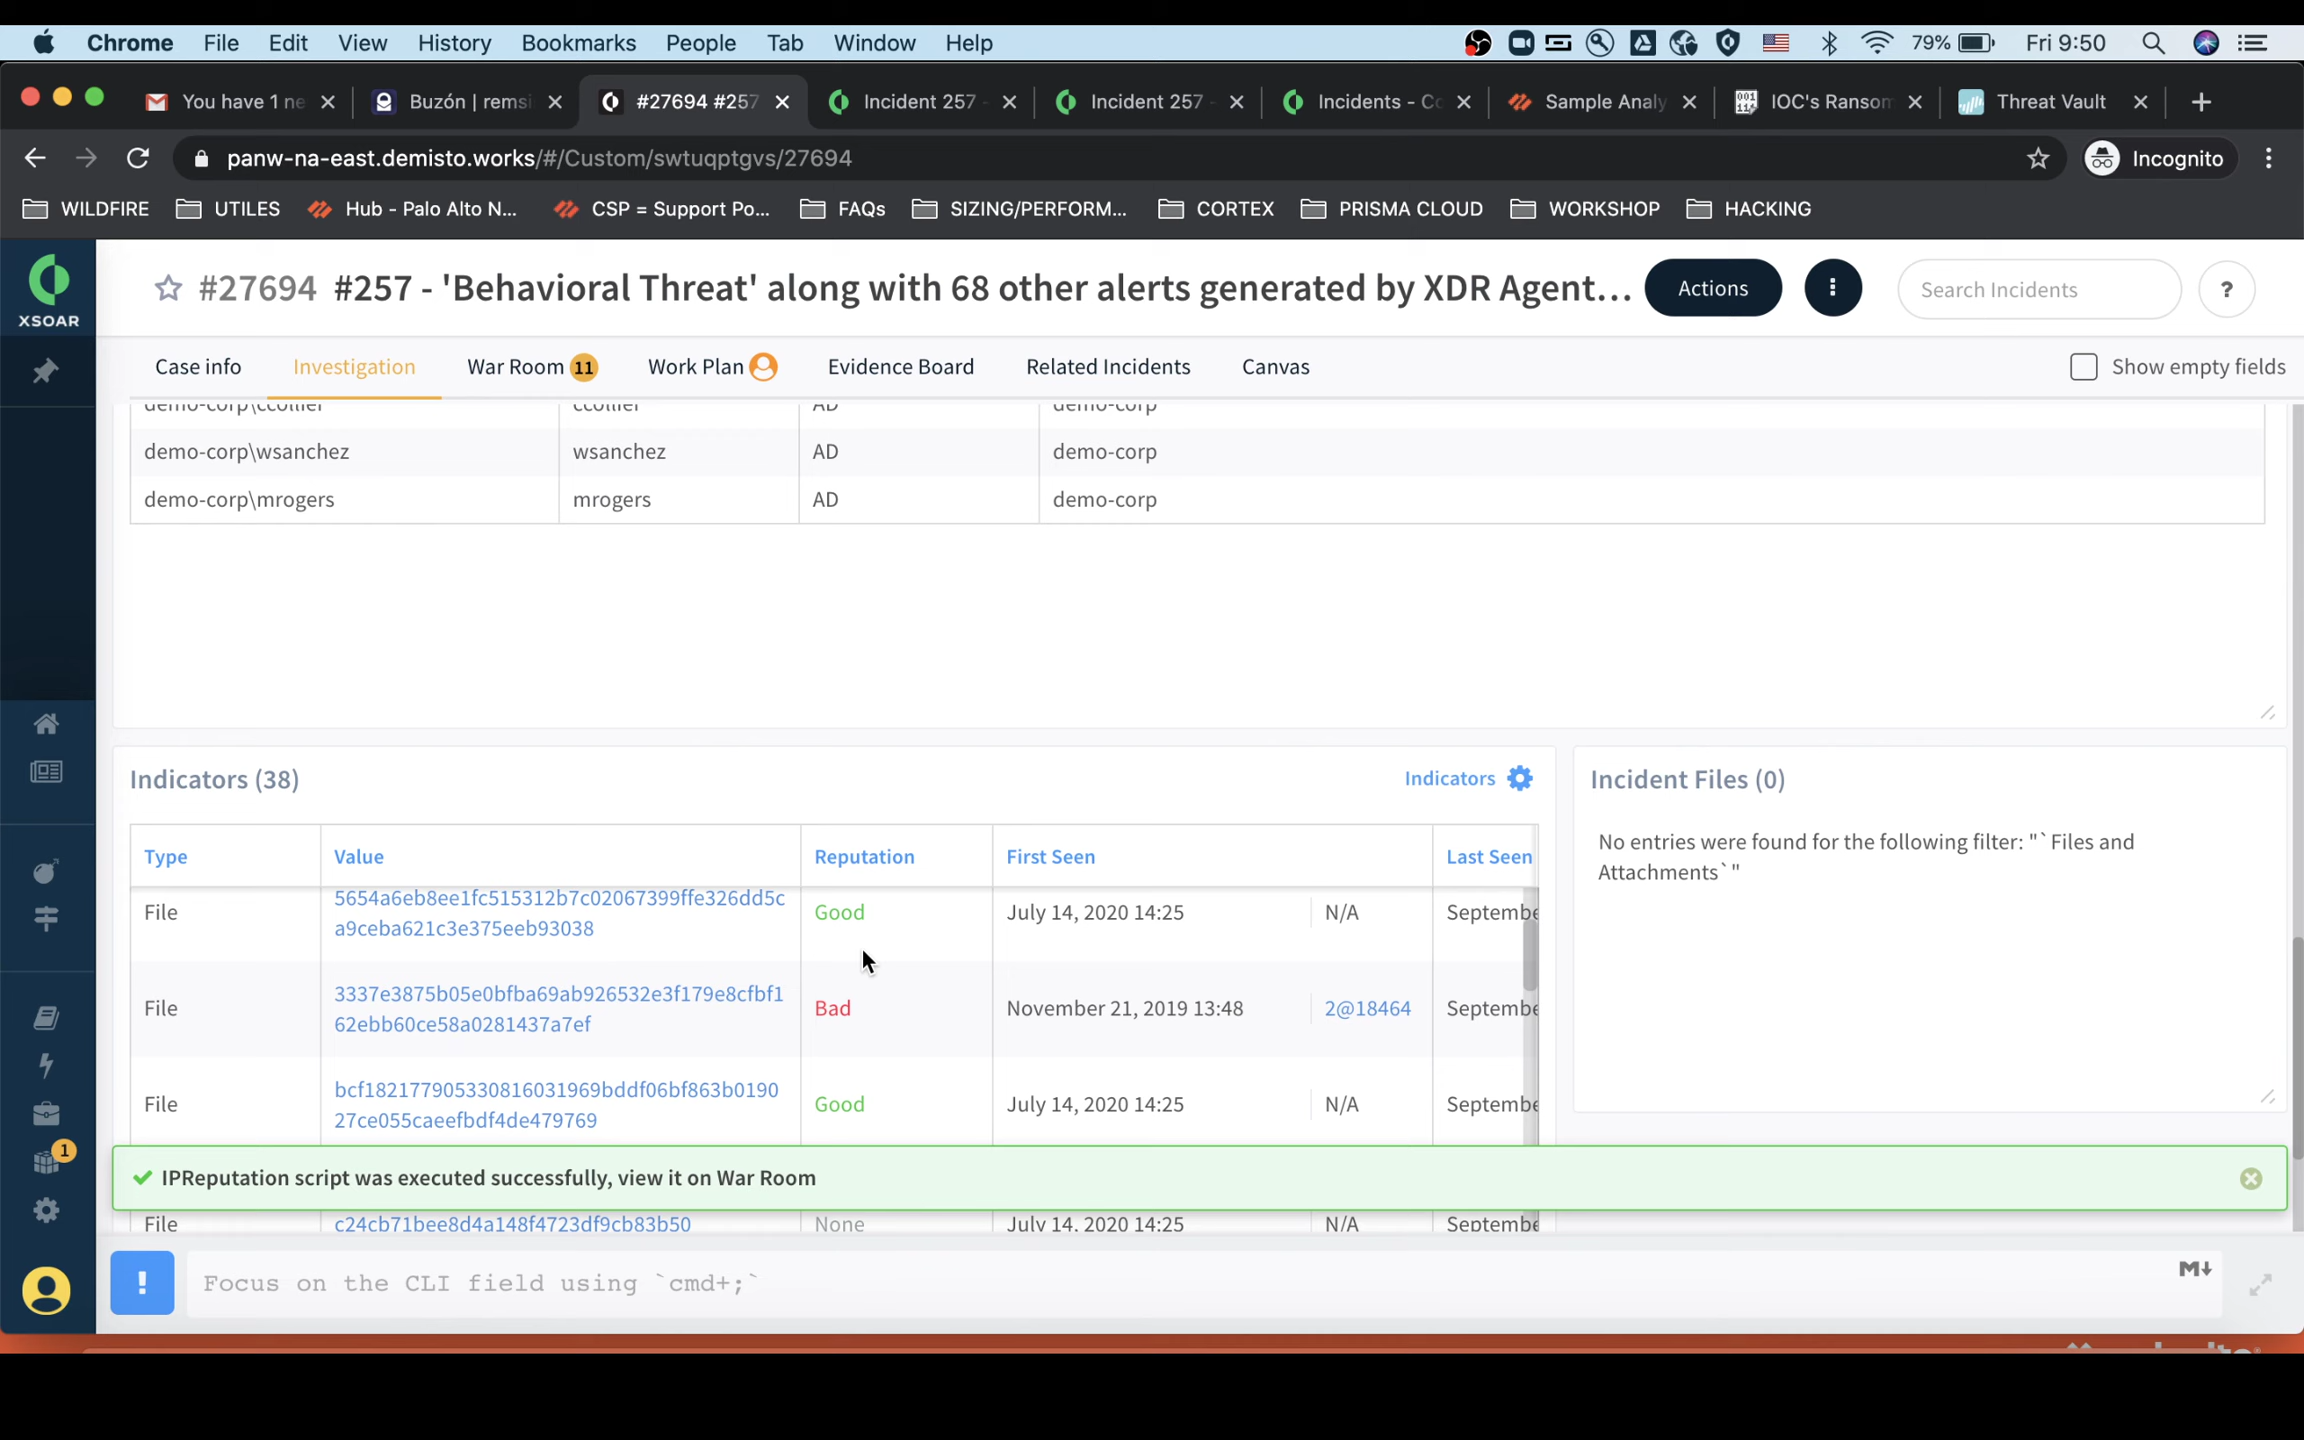 Chrome File Edit View History Bookmarks People Tab Window Help 79% Fri 9:50
You have 1 ne Buzón | remsi #27694 #257 Incident 257 - Incident 257 - Incidents - Co Sample Analy IOC's Ransom Threat Vault
panw-na-east.demisto.works/#/Custom/swtuqptgvs/27694 Incognito
WILDFIRE UTILES Hub - Palo Alto N... CSP = Support Po... FAQs SIZING/PERFORM... CORTEX PRISMA CLOUD WORKSHOP HACKING
XSOAR
#27694 #257 - 'Behavioral Threat' along with 68 other alerts generated by XDR Agent... Actions Search Incidents ?
Case info Investigation War Room 11 Work Plan Evidence Board Related Incidents Canvas Show empty fields
demo-corp\ccollier ccollier AD demo-corp
demo-corp\wsanchez wsanchez AD demo-corp
demo-corp\mrogers mrogers AD demo-corp
Indicators (38) Indicators
Type Value Reputation First Seen Last Seen
File 5654a6eb8ee1fc515312b7c02067399ffe326dd5c Good July 14, 2020 14:25 N/A Septembe
a9ceba621c3e375eeb93038
File 3337e3875b05e0bfba69ab926532e3f179e8cfbf1 Bad November 21, 2019 13:48 2@18464 Septembe
62ebb60ce58a0281437a7ef
File bcf182177905330816031969bddf06bf863b0190 Good July 14, 2020 14:25 N/A Septembe
27ce055caeefbdf4de479769
Incident Files (0)
No entries were found for the following filter: "`Files and
Attachments`"
1
IPReputation script was executed successfully, view it on War Room
File c24cb71bee8d4a148f4723df9cb83b50 None July 14, 2020 14:25 N/A Septembe
! Focus on the CLI field using `cmd+;` M↓